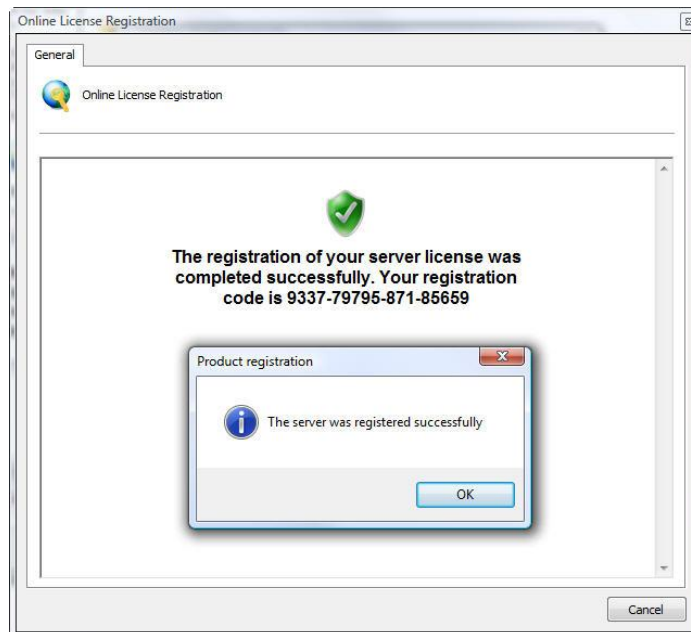 Online License Registration
General
Online License Registration
The registration of your server license was
completed successfully. Your registration
code is 9337-79795-871-85659
Product registration
The server was registered successfully
OK
Cancel